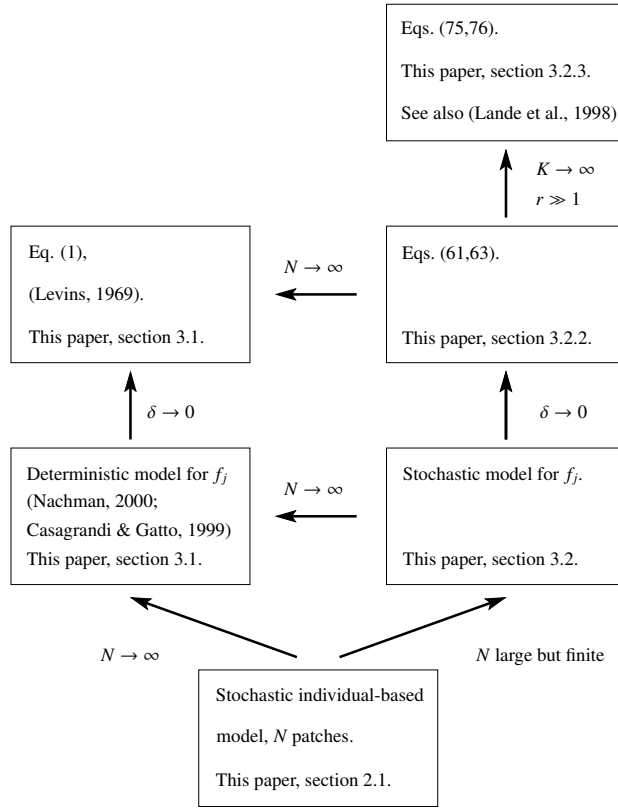 Eqs. (75,76).
This paper, section 3.2.3.
See also (Lande et al., 1998)
K → ∞
r ≫ 1
Eq. (1),
(Levins, 1969).
This paper, section 3.1.
N → ∞
Eqs. (61,63).
This paper, section 3.2.2.
δ → 0
δ → 0
Deterministic model for f_j
(Nachman, 2000;
Casagrandi & Gatto, 1999)
This paper, section 3.1.
N → ∞
Stochastic model for f_j.
This paper, section 3.2.
N → ∞
N large but finite
Stochastic individual-based
model, N patches.
This paper, section 2.1.